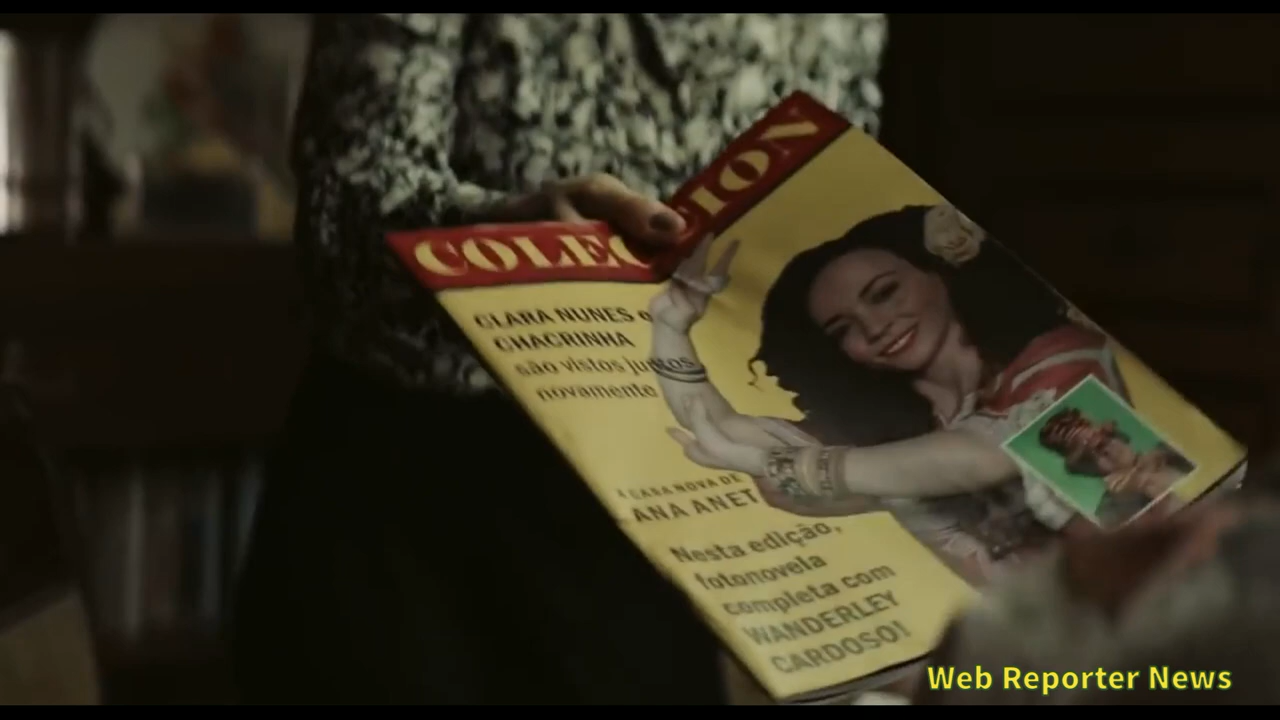 COLECCION
CLARA NUNES e
CHACRINHA
são vistos juntos
novamente
A CASA NOVA DE
ANA ANET
Nesta edição,
fotonovela
completa com
WANDERLEY
CARDOSO!
Web Reporter News